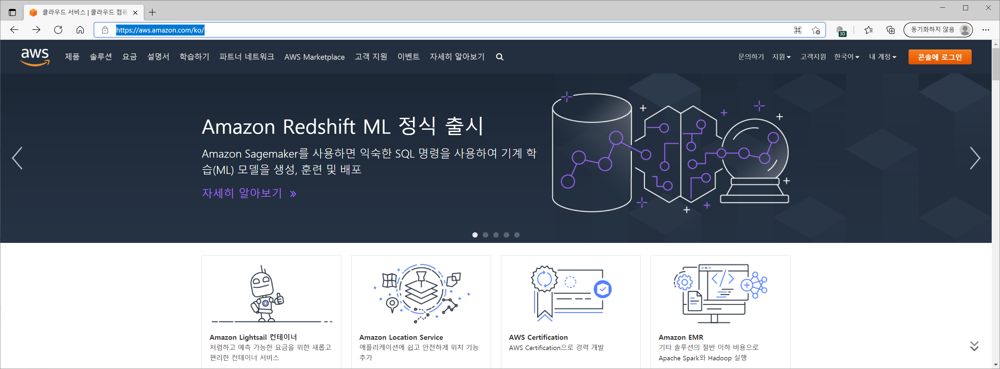 클라우드 서비스 | 클라우드 컴퓨
https://aws.amazon.com/ko/
30
동기화하지 않음
aws
제품 솔루션 요금 설명서 학습하기 파트너 네트워크 AWS Marketplace 고객 지원 이벤트 자세히 알아보기
문의하기 지원 고객지원 한국어 내 계정 콘솔에 로그인
Amazon Redshift ML 정식 출시
Amazon Sagemaker를 사용하면 익숙한 SQL 명령을 사용하여 기계 학
습(ML) 모델을 생성, 훈련 및 배포
자세히 알아보기 »
Amazon Lightsail 컨테이너
저렴하고 예측 가능한 요금을 위한 새롭고
편리한 컨테이너 서비스
Amazon Location Service
애플리케이션에 쉽고 안전하게 위치 기능
추가
AWS Certification
AWS Certification으로 경력 개발
Amazon EMR
기타 솔루션의 절반 이하 비용으로
Apache Spark와 Hadoop 실행